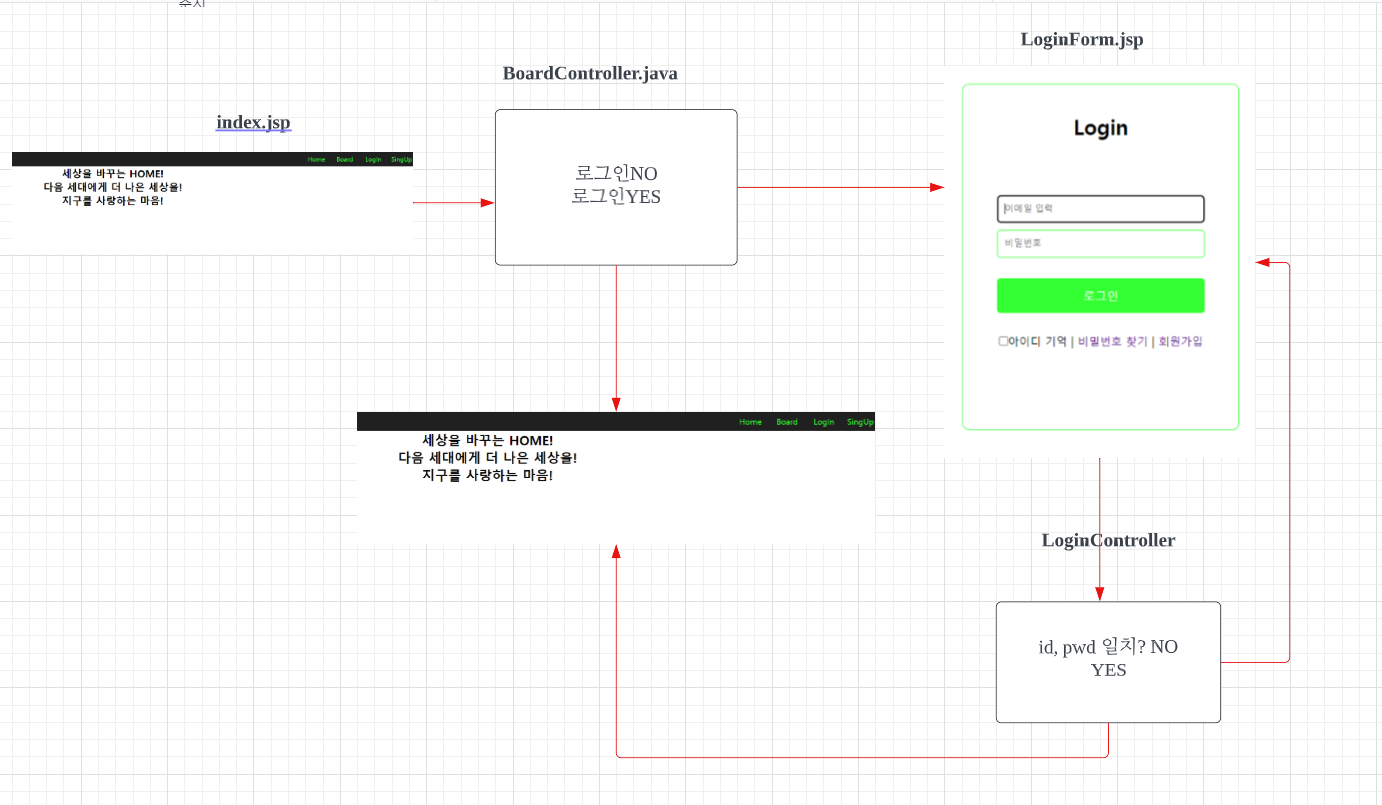 LoginForm.jsp
BoardController.java
index.jsp
Home Board Login SingUp
세상을 바꾸는 HOME!
다음 세대에게 더 나은 세상을!
지구를 사랑하는 마음!
로그인NO
로그인YES
Login
이메일 입력
비밀번호
로그인
아이디 기억 | 비밀번호 찾기 | 회원가입
Home Board Login SingUp
세상을 바꾸는 HOME!
다음 세대에게 더 나은 세상을!
지구를 사랑하는 마음!
LoginController
id, pwd 일치? NO
YES